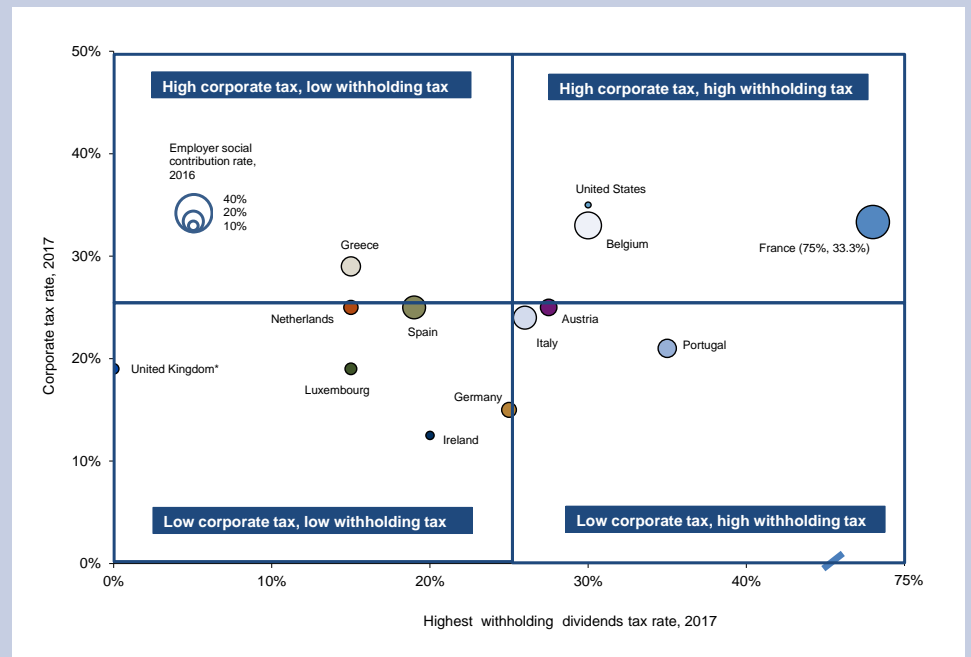 50%
High corporate tax, low withholding tax
High corporate tax, high withholding tax
40%
Employer social
contribution rate,
2016
40%
20%
10%
United States
Belgium
France (75%, 33.3%)
Greece
30%
Corporate tax rate, 2017
Netherlands
Spain
Italy
Austria
Portugal
20%
United Kingdom*
Luxembourg
Germany
Ireland
10%
Low corporate tax, low withholding tax
Low corporate tax, high withholding tax
0%
0%
10%
20%
30%
40%
75%
Highest withholding dividends tax rate, 2017